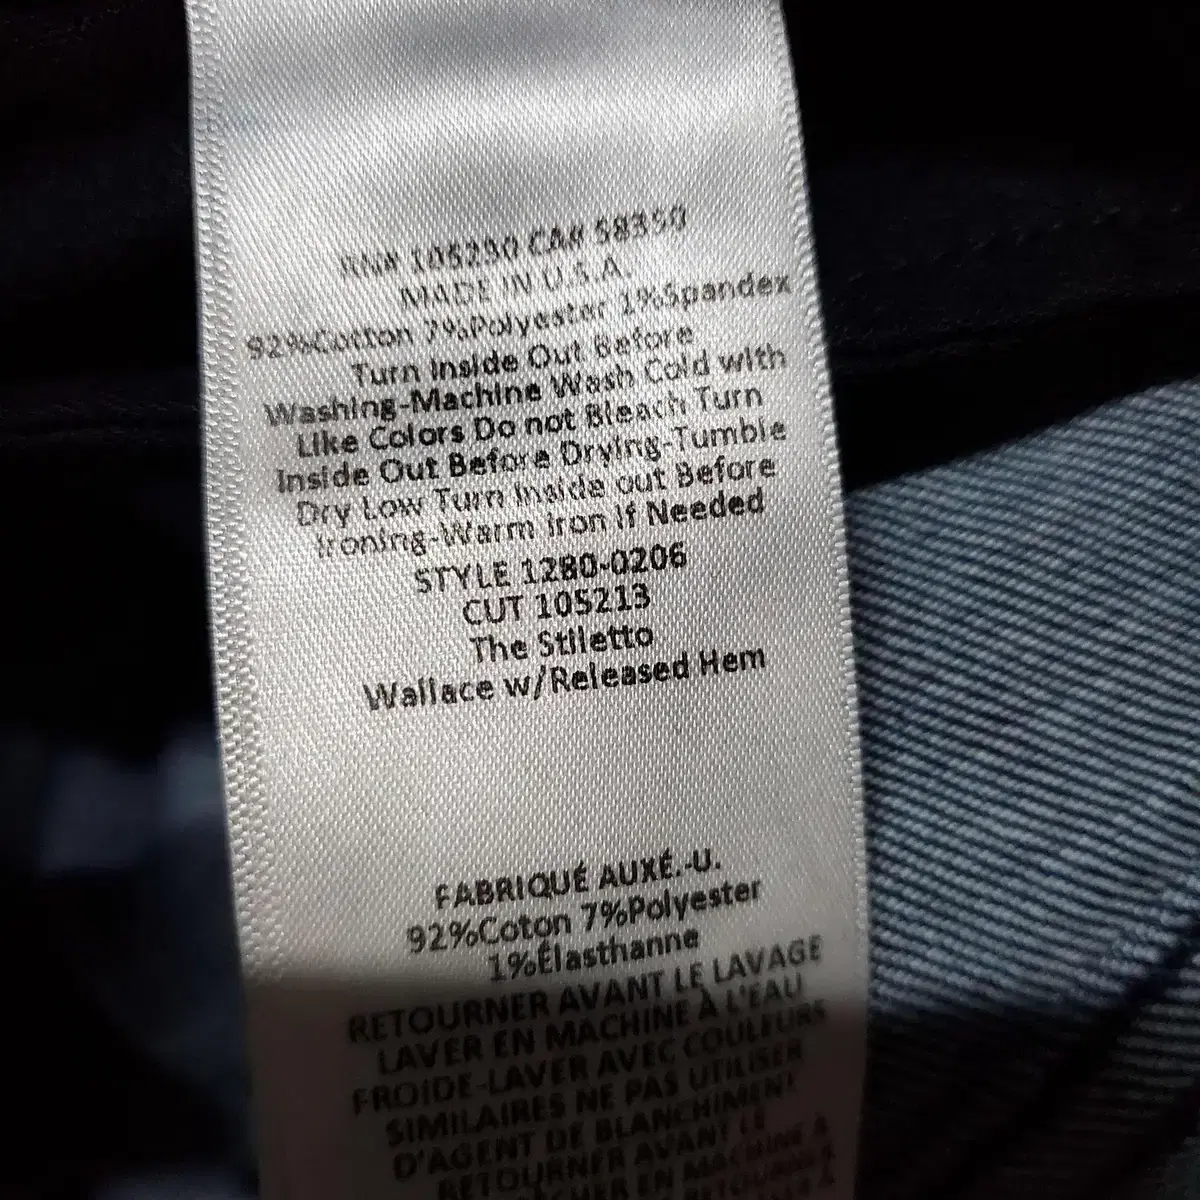 RN# 105290 CA# 58350
MADE IN U.S.A.
92%Cotton 7%Polyester 1%Spandex
Turn Inside Out Before
Washing-Machine Wash Cold with
Like Colors Do not Bleach Turn
Inside Out Before Drying-Tumble
Dry Low Turn Inside out Before
Ironing-Warm Iron If Needed
STYLE 1280-0206
CUT 105213
The Stiletto
Wallace w/Released Hem
FABRIQUÉ AUXÉ.-U.
92%Coton 7%Polyester
1%Élasthanne
RETOURNER AVANT LE LAVAGE
LAVER EN MACHINE À L'EAU
FROIDE-LAVER AVEC COULEURS
SIMILAIRES NE PAS UTILISER
D'AGENT DE BLANCHIMENT
RETOURNER AVANT LE
EN MACHINE À
RETOURNER